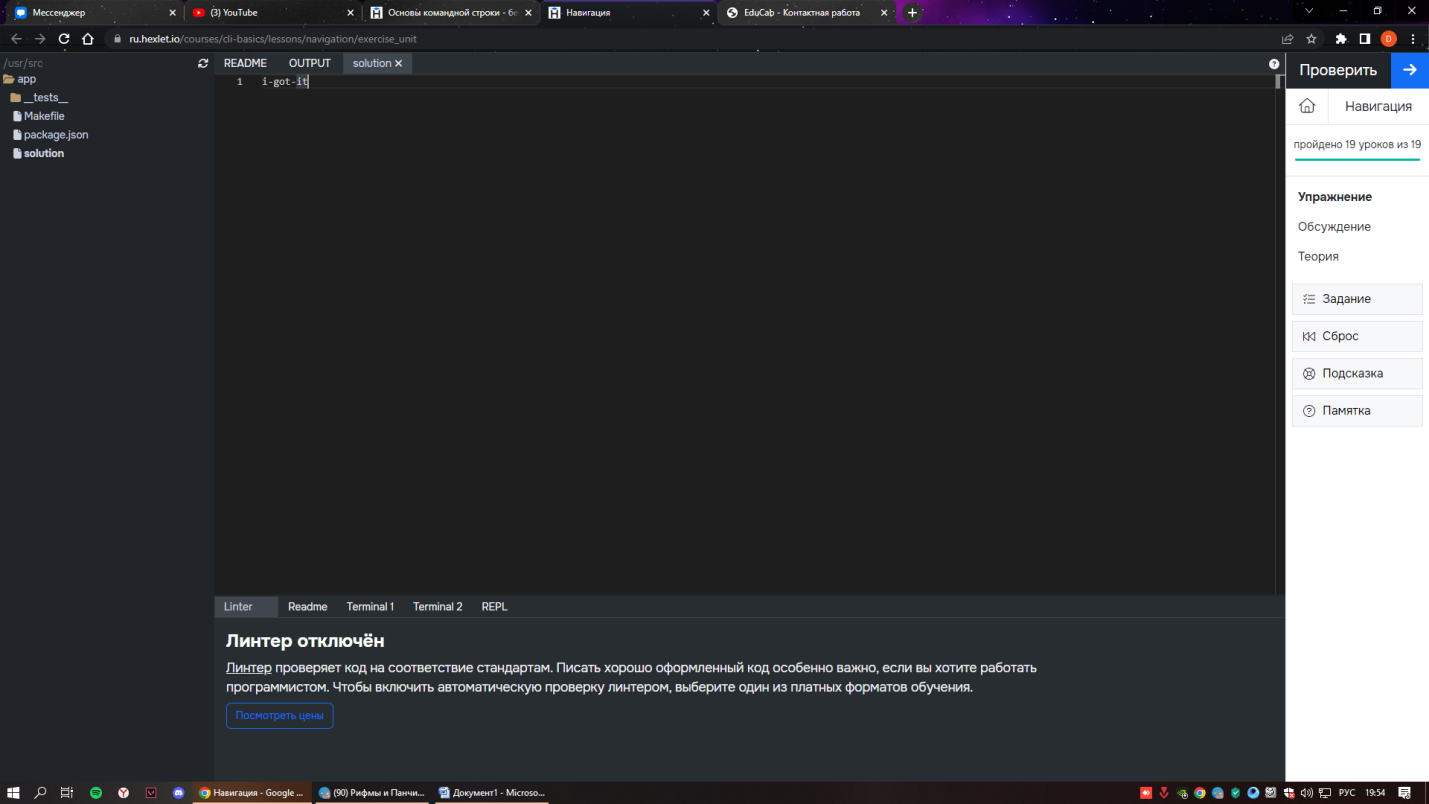 Мессенджер
(3) YouTube
Основы командной строки - бе
Навигация
EduCab - Контактная работа
ru.hexlet.io/courses/cli-basics/lessons/navigation/exercise_unit
D
/usr/src
app
__tests__
Makefile
package.json
solution
README OUTPUT solution
1 i-got-it
Проверить
Навигация
пройдено 19 уроков из 19
Упражнение
Обсуждение
Теория
Задание
Сброс
Подсказка
Памятка
Linter Readme Terminal 1 Terminal 2 REPL
Линтер отключён
Линтер проверяет код на соответствие стандартам. Писать хорошо оформленный код особенно важно, если вы хотите работать
программистом. Чтобы включить автоматическую проверку линтером, выберите один из платных форматов обучения.
Посмотреть цены
Навигация - Google ...
(90) Рифмы и Панчи...
Документ1 - Microso...
РУС
19:54